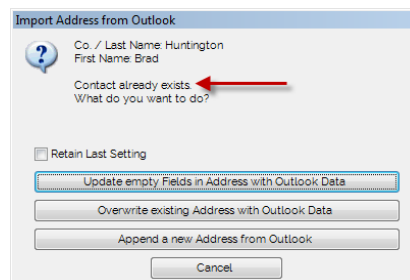 Import Address from Outlook
Co. / Last Name: Huntington
First Name: Brad
Contact already exists.
What do you want to do?
Retain Last Setting
Update empty Fields in Address with Outlook Data
Overwrite existing Address with Outlook Data
Append a new Address from Outlook
Cancel